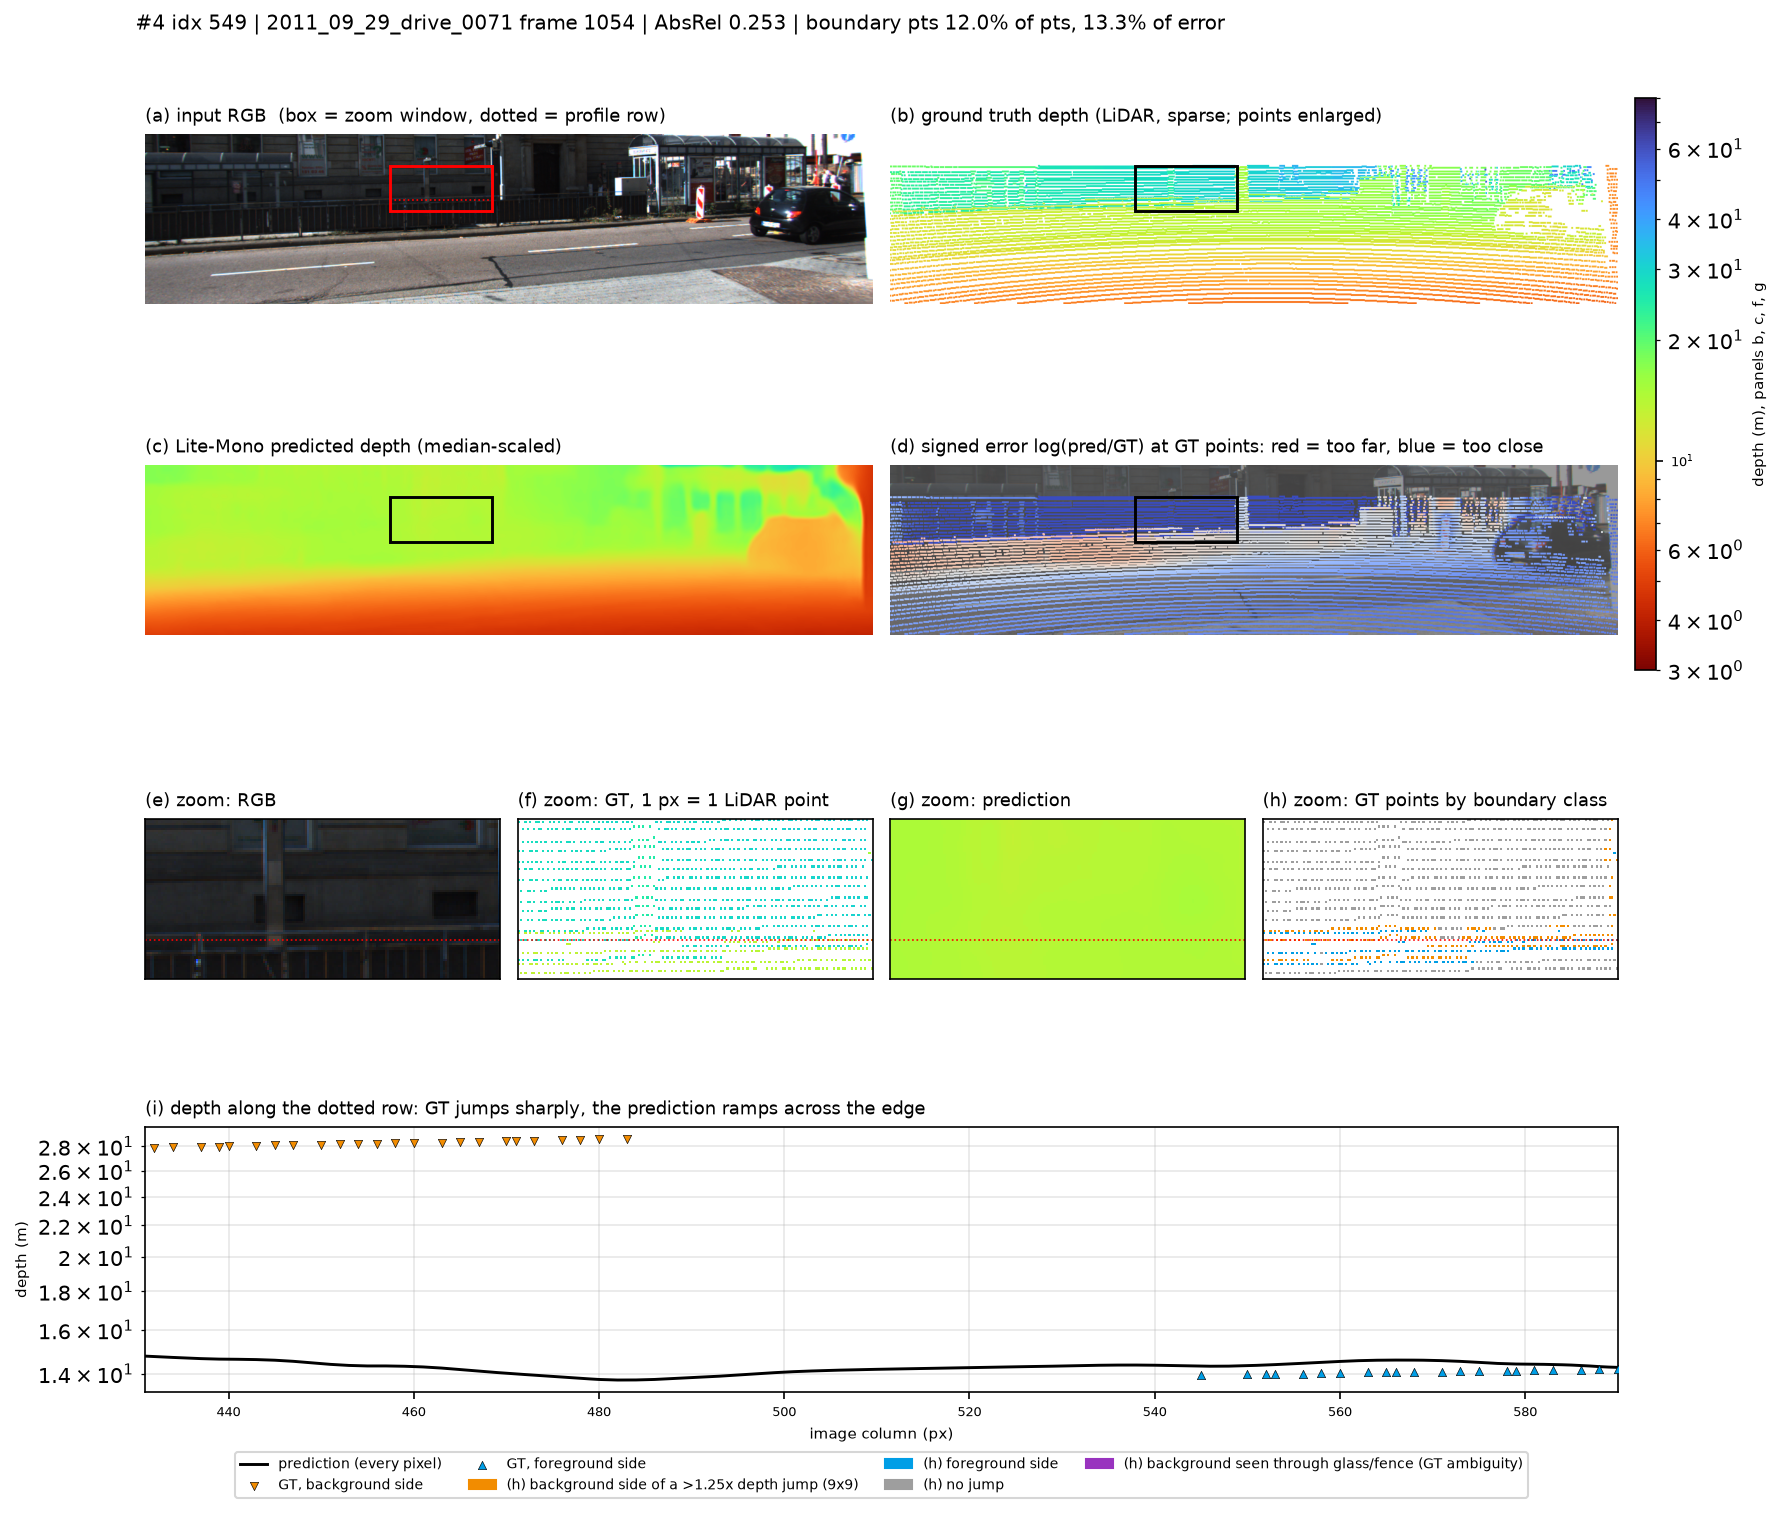 #4 idx 549 | 2011_09_29_drive_0071 frame 1054 | AbsRel 0.253 | boundary pts 12.0% of pts, 13.3% of error
(a) input RGB  (box = zoom window, dotted = profile row)
(b) ground truth depth (LiDAR, sparse; points enlarged)
6 × 10¹
4 × 10¹
3 × 10¹
2 × 10¹
10¹
6 × 10⁰
4 × 10⁰
3 × 10⁰
depth (m), panels b, c, f, g
(c) Lite-Mono predicted depth (median-scaled)
(d) signed error log(pred/GT) at GT points: red = too far, blue = too close
(e) zoom: RGB
(f) zoom: GT, 1 px = 1 LiDAR point
(g) zoom: prediction
(h) zoom: GT points by boundary class
(i) depth along the dotted row: GT jumps sharply, the prediction ramps across the edge
2.8 × 10¹
2.6 × 10¹
2.4 × 10¹
2.2 × 10¹
2 × 10¹
1.8 × 10¹
1.6 × 10¹
1.4 × 10¹
depth (m)
440 460 480 500 520 540 560 580
image column (px)
prediction (every pixel)
GT, background side
GT, foreground side
(h) background side of a >1.25x depth jump (9x9)
(h) foreground side
(h) no jump
(h) background seen through glass/fence (GT ambiguity)